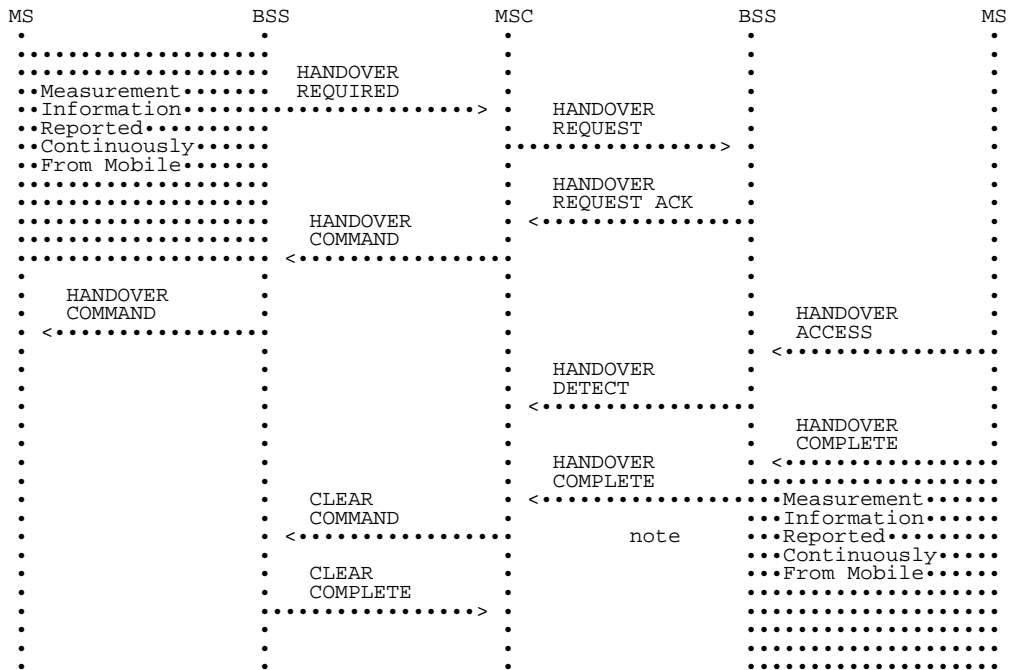 MS BSS MSC BSS MS
HANDOVER
Measurement REQUIRED
Information HANDOVER
Reported REQUEST
Continuously
From Mobile
HANDOVER
REQUEST ACK
HANDOVER
COMMAND
HANDOVER
COMMAND HANDOVER
ACCESS
HANDOVER
DETECT
HANDOVER
COMPLETE
HANDOVER
COMPLETE
CLEAR Measurement
COMMAND Information
note Reported
Continuously
CLEAR From Mobile
COMPLETE